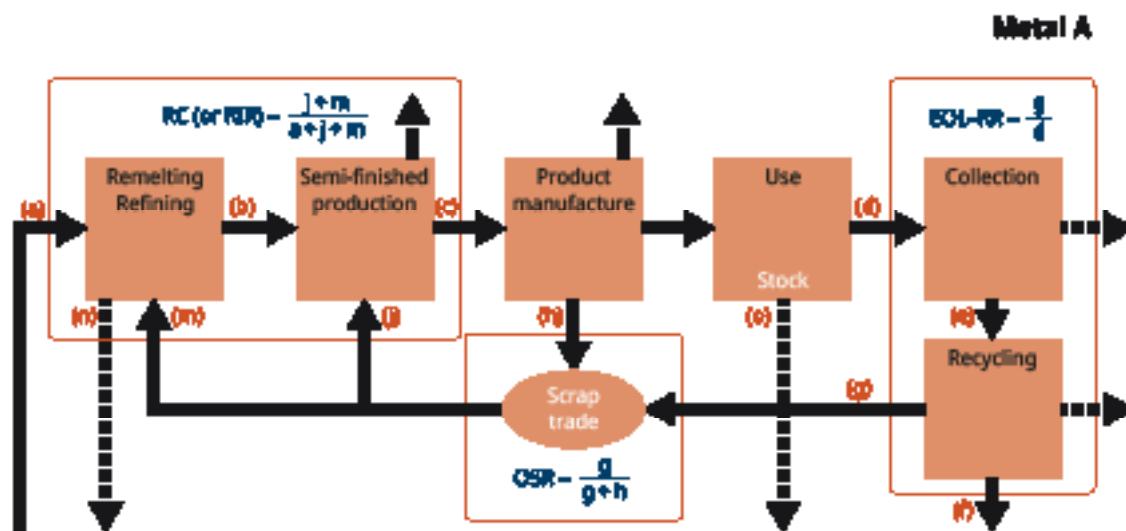 Metal A
RC (or RIR) = j+m
a+j+m
EOL-RR = g
d
Remelting
Refining
Semi-finished
production
Product
manufacture
Use
Collection
(a)
(b)
(c)
(d)
Stock
(n)
(m)
(j)
(h)
(o)
(e)
Recycling
Scrap
trade
(g)
OSR = g
g+h
(f)